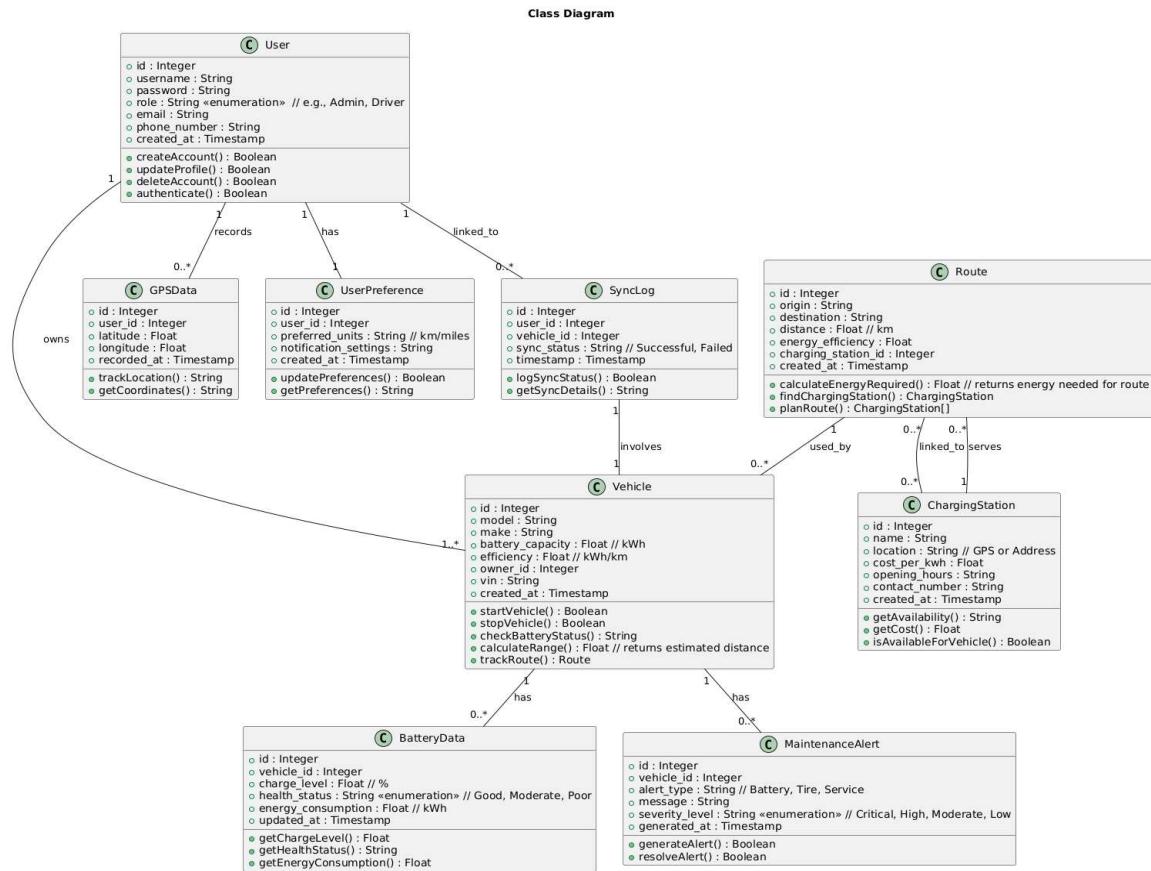 Class Diagram
C User
id : Integer
username : String
password : String
role : String «enumeration» // e.g., Admin, Driver
email : String
phone_number : String
created_at : Timestamp
createAccount() : Boolean
updateProfile() : Boolean
deleteAccount() : Boolean
authenticate() : Boolean
1
1
records
0..*
1
has
1
1
linked_to
0..*
owns
1..*
C GPSData
id : Integer
user_id : Integer
latitude : Float
longitude : Float
recorded_at : Timestamp
trackLocation() : String
getCoordinates() : String
C UserPreference
id : Integer
user_id : Integer
preferred_units : String // km/miles
notification_settings : String
created_at : Timestamp
updatePreferences() : Boolean
getPreferences() : String
C SyncLog
id : Integer
user_id : Integer
vehicle_id : Integer
sync_status : String // Successful, Failed
timestamp : Timestamp
logSyncStatus() : Boolean
getSyncDetails() : String
C Route
id : Integer
origin : String
destination : String
distance : Float // km
energy_efficiency : Float
charging_station_id : Integer
created_at : Timestamp
calculateEnergyRequired() : Float // returns energy needed for route
findChargingStation() : ChargingStation
planRoute() : ChargingStation[]
1
involves
1
1
used_by
0..*
0..*
linked_to
0..*
0..*
serves
1
C Vehicle
id : Integer
model : String
make : String
battery_capacity : Float // kWh
efficiency : Float // kWh/km
owner_id : Integer
vin : String
created_at : Timestamp
startVehicle() : Boolean
stopVehicle() : Boolean
checkBatteryStatus() : String
calculateRange() : Float // returns estimated distance
trackRoute() : Route
C ChargingStation
id : Integer
name : String
location : String // GPS or Address
cost_per_kwh : Float
opening_hours : String
contact_number : String
created_at : Timestamp
getAvailability() : String
getCost() : Float
isAvailableForVehicle() : Boolean
1
has
0..*
1
has
0..*
C BatteryData
id : Integer
vehicle_id : Integer
charge_level : Float // %
health_status : String «enumeration» // Good, Moderate, Poor
energy_consumption : Float // kWh
updated_at : Timestamp
getChargeLevel() : Float
getHealthStatus() : String
getEnergyConsumption() : Float
C MaintenanceAlert
id : Integer
vehicle_id : Integer
alert_type : String // Battery, Tire, Service
message : String
severity_level : String «enumeration» // Critical, High, Moderate, Low
generated_at : Timestamp
generateAlert() : Boolean
resolveAlert() : Boolean